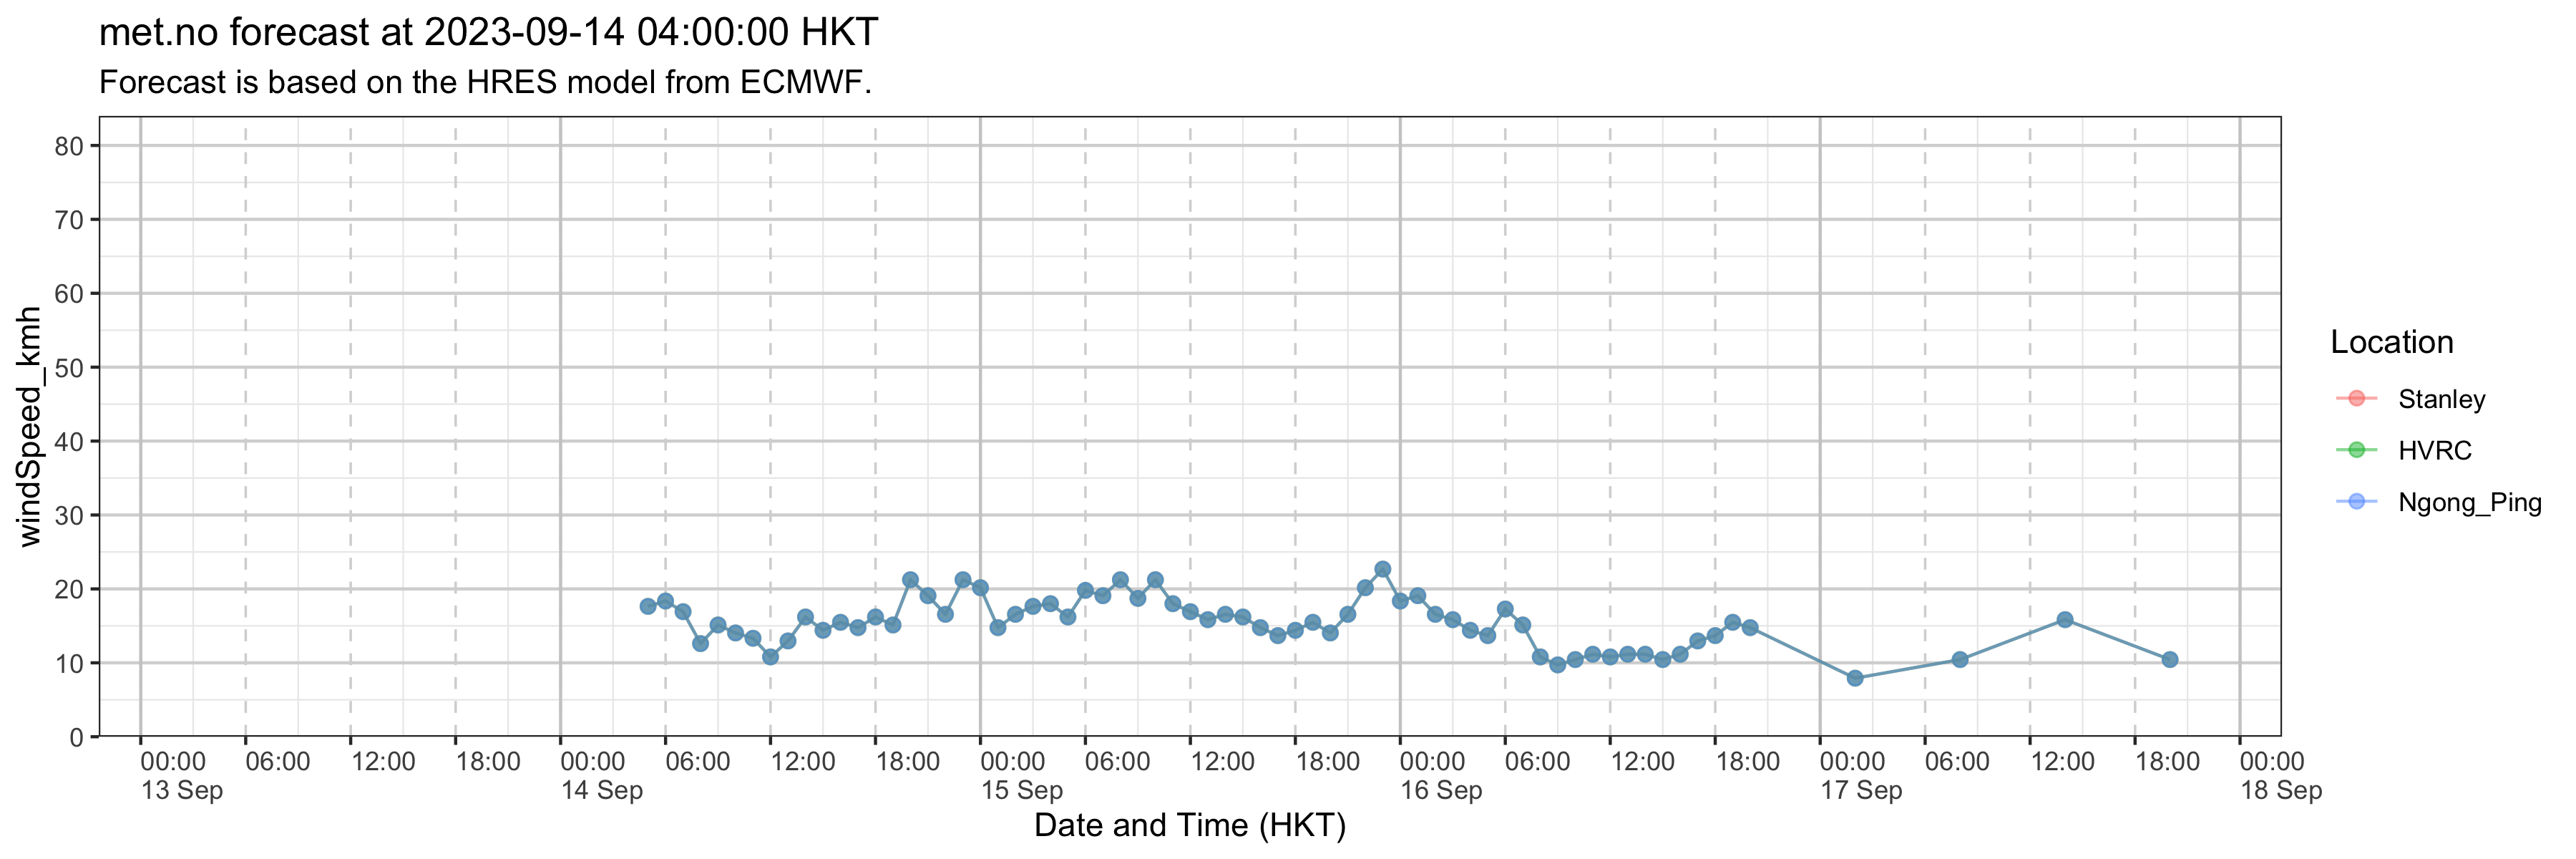 met.no forecast at 2023-09-14 04:00:00 HKT
Forecast is based on the HRES model from ECMWF.
windSpeed_kmh
80
70
60
50
40
30
20
10
0
00:00 06:00 12:00 18:00 00:00 06:00 12:00 18:00 00:00 06:00 12:00 18:00 00:00 06:00 12:00 18:00 00:00 06:00 12:00 18:00 00:00
13 Sep 14 Sep 15 Sep 16 Sep 17 Sep 18 Sep
Date and Time (HKT)
Location
Stanley
HVRC
Ngong_Ping